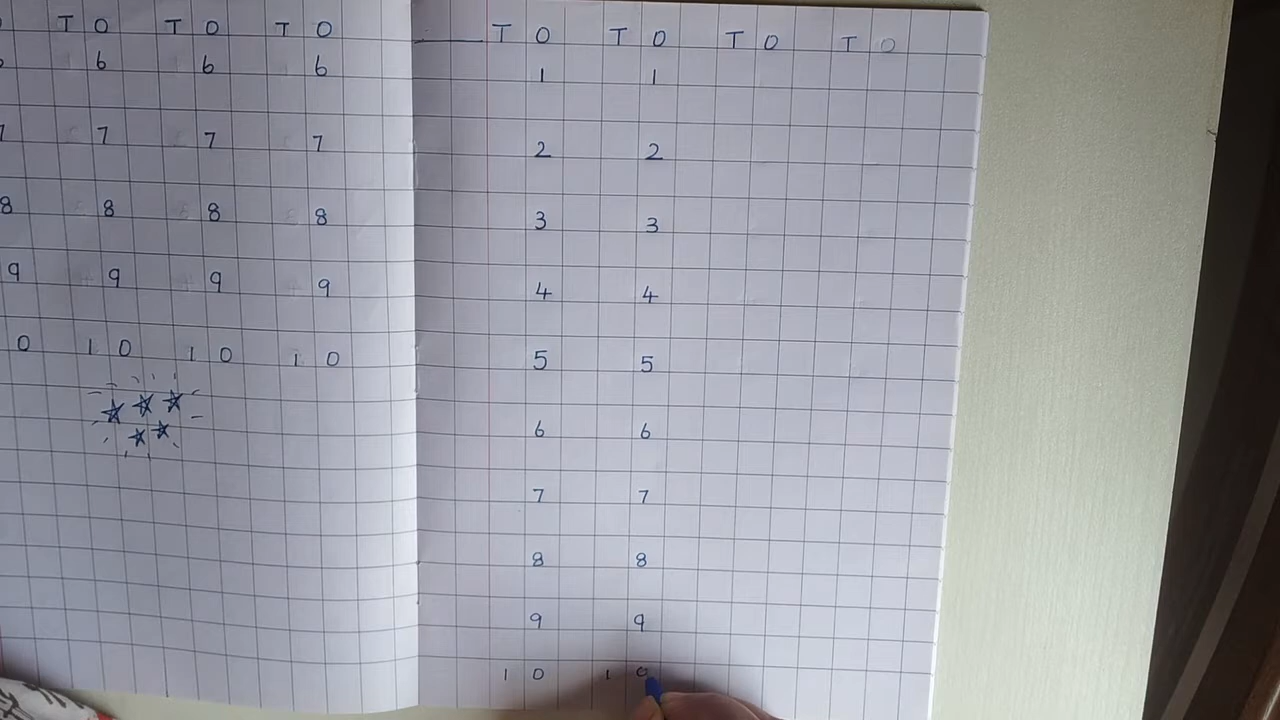 T O T O T O
6 6 6
7 7 7 7
8 8 8 8
9 9 9 9
0 1 0 1 0 1 0
T O T O T O T O
1 1
2 2
3 3
4 4
5 5
6 6
7 7
8 8
9 9
1 0 1 0